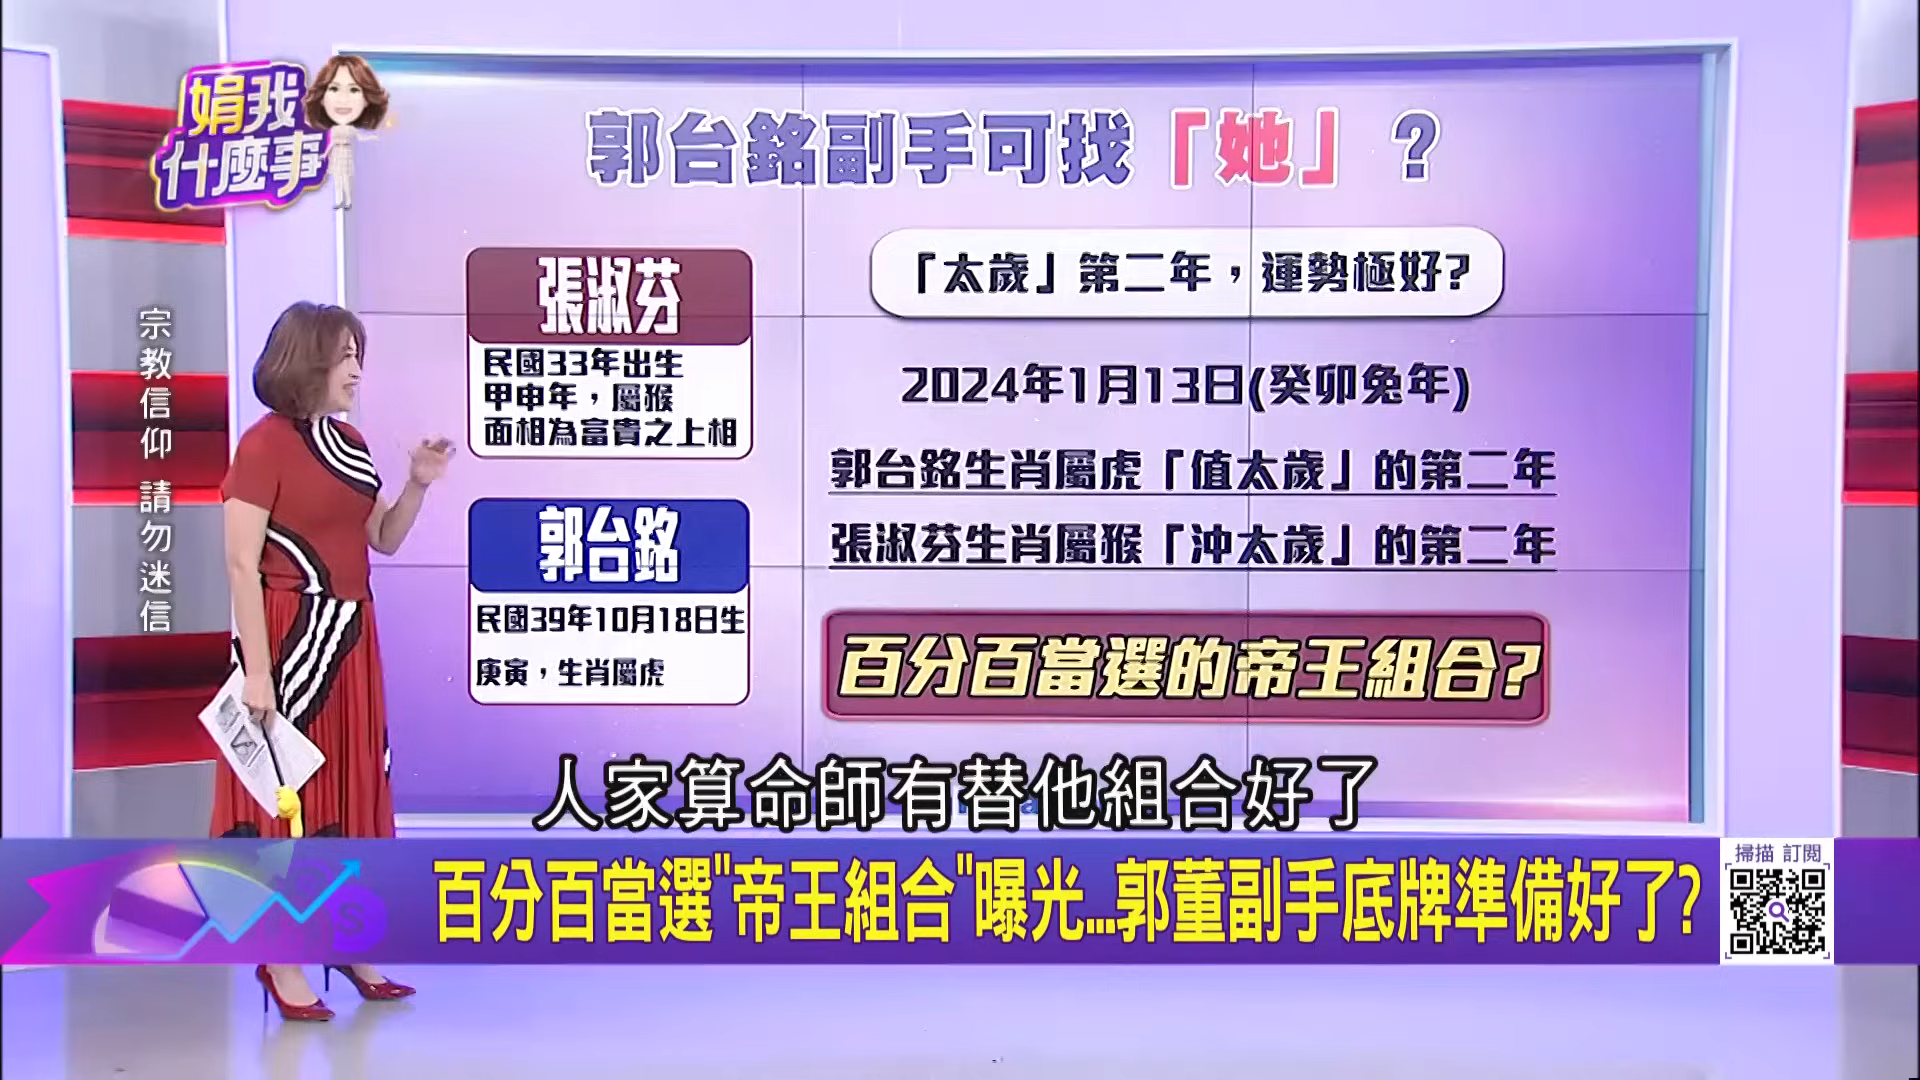 娟我
什麼事
郭台銘副手可找「她」?
張淑芬
民國33年出生
甲申年，屬猴
面相為富貴之上相
郭台銘
民國39年10月18日生
庚寅，生肖屬虎
「太歲」第二年，運勢極好?
2024年1月13日(癸卯兔年)
郭台銘生肖屬虎「值太歲」的第二年
張淑芬生肖屬猴「沖太歲」的第二年
百分百當選的帝王組合?
宗教信仰 請勿迷信
人家算命師有替他組合好了
百分百當選"帝王組合"曝光...郭董副手底牌準備好了?
掃描 訂閱